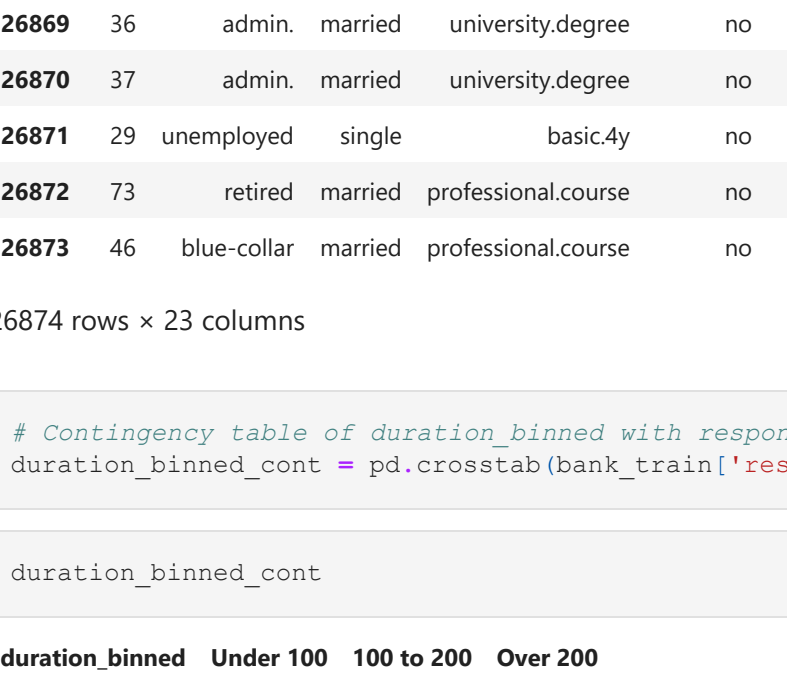 26869 36 admin. married university.degree no
26870 37 admin. married university.degree no
26871 29 unemployed single basic.4y no
26872 73 retired married professional.course no
26873 46 blue-collar married professional.course no
26874 rows × 23 columns
# Contingency table of duration_binned with respon
duration_binned_cont = pd.crosstab(bank_train['res
duration_binned_cont
duration_binned Under 100 100 to 200 Over 200